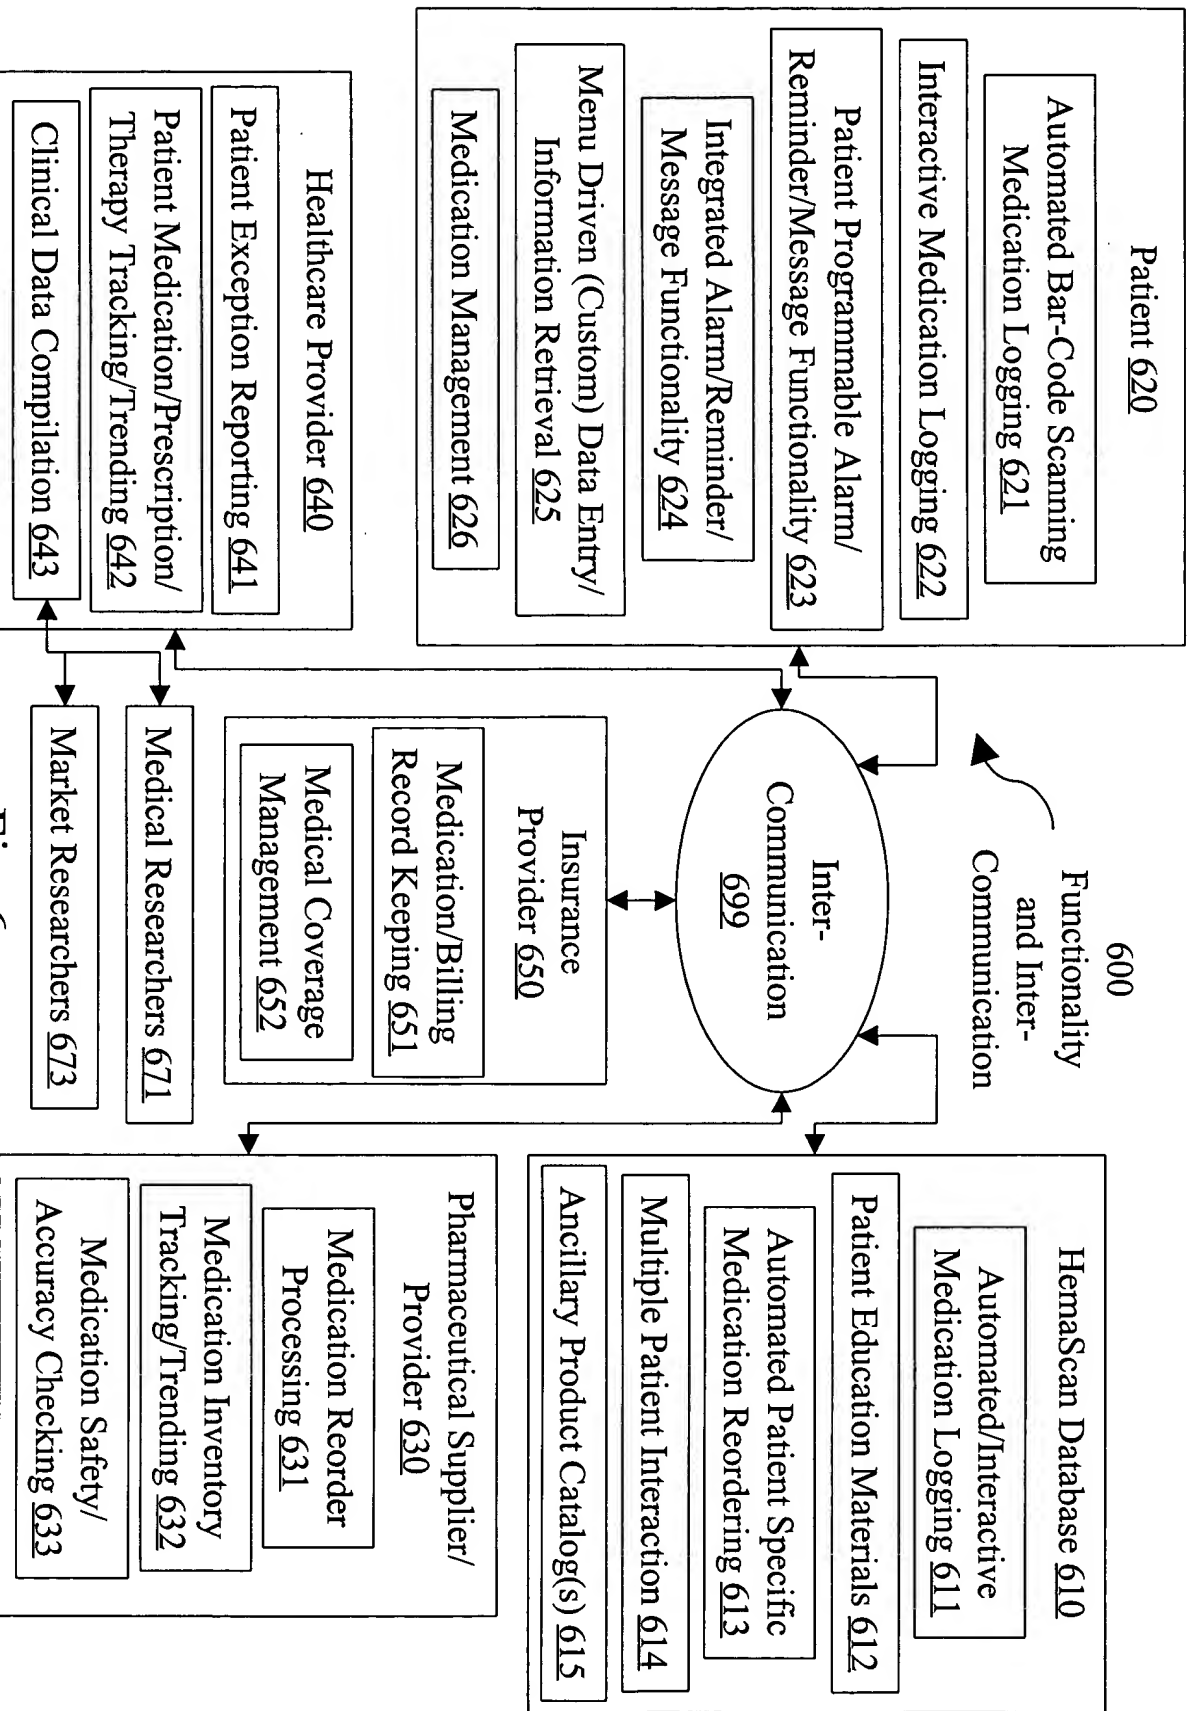 600
Functionality
and Inter-
Communication
Patient 620
Automated Bar-Code Scanning
Medication Logging 621
Interactive Medication Logging 622
Patient Programmable Alarm/
Reminder/Message Functionality 623
Integrated Alarm/Reminder/
Message Functionality 624
Menu Driven (Custom) Data Entry/
Information Retrieval 625
Medication Management 626
Inter-
Communication
699
HemaScan Database 610
Automated/Interactive
Medication Logging 611
Patient Education Materials 612
Automated Patient Specific
Medication Reordering 613
Multiple Patient Interaction 614
Ancillary Product Catalog(s) 615
Healthcare Provider 640
Patient Exception Reporting 641
Patient Medication/Prescription/
Therapy Tracking/Trending 642
Clinical Data Compilation 643
Insurance
Provider 650
Medication/Billing
Record Keeping 651
Medical Coverage
Management 652
Medical Researchers 671
Market Researchers 673
Pharmaceutical Supplier/
Provider 630
Medication Reorder
Processing 631
Medication Inventory
Tracking/Trending 632
Medication Safety/
Accuracy Checking 633